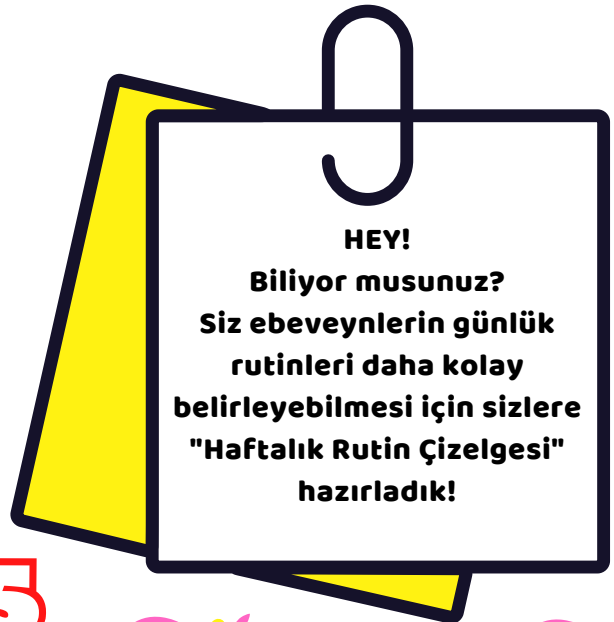 HEY!
Biliyor musunuz?
Siz ebeveynlerin günlük
rutinleri daha kolay
belirleyebilmesi için sizlere
"Haftalık Rutin Çizelgesi"
hazırladık!